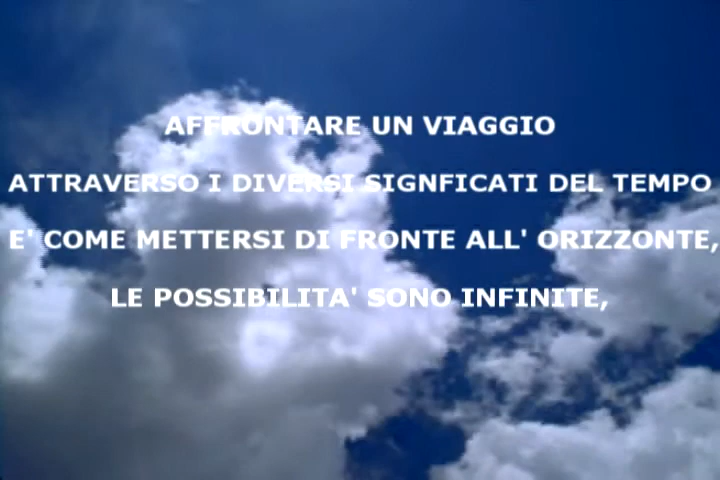 AFFRONTARE UN VIAGGIO
ATTRAVERSO I DIVERSI SIGNFICATI DEL TEMPO
E' COME METTERSI DI FRONTE ALL' ORIZZONTE,
LE POSSIBILITA' SONO INFINITE,